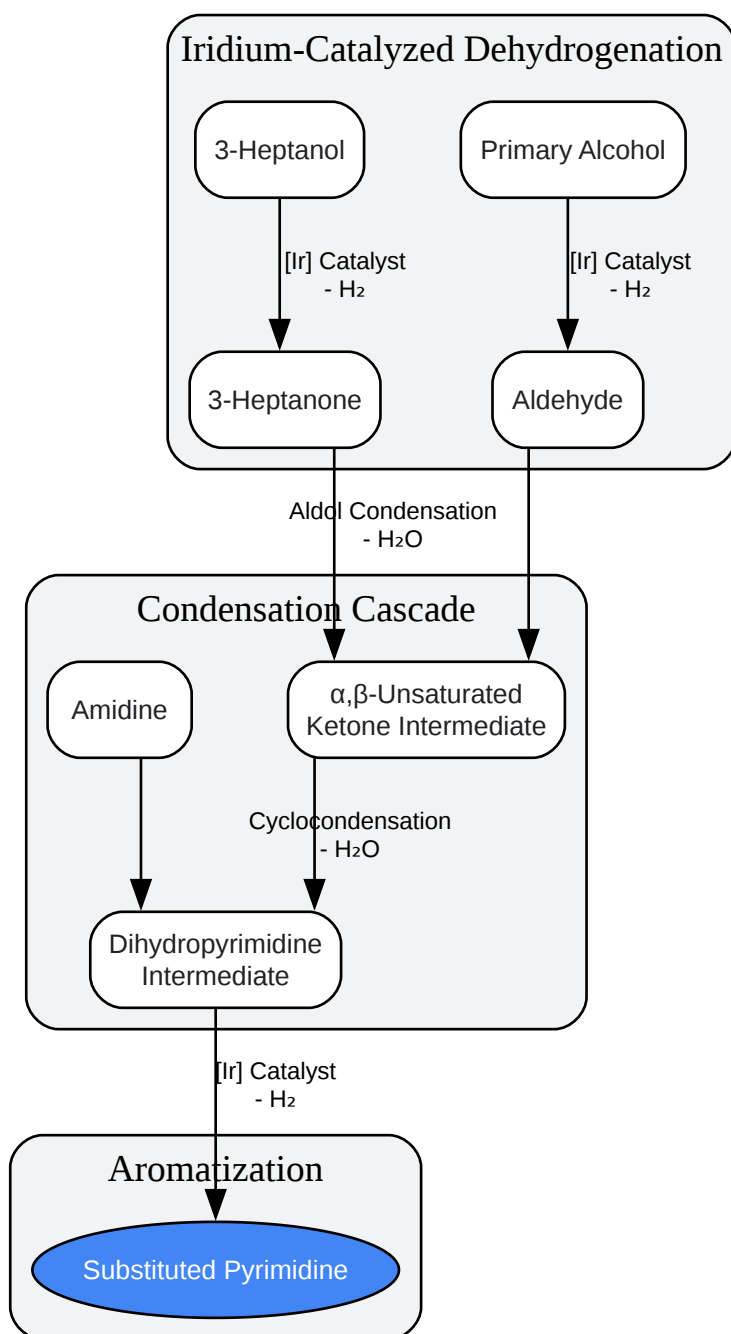 Iridium-Catalyzed Dehydrogenation
3-Heptanol
Primary Alcohol
[Ir] Catalyst
- H₂
[Ir] Catalyst
- H₂
3-Heptanone
Aldehyde
Aldol Condensation
- H₂O
Condensation Cascade
Amidine
α,β-Unsaturated
Ketone Intermediate
Cyclocondensation
- H₂O
Dihydropyrimidine
Intermediate
[Ir] Catalyst
- H₂
Aromatization
Substituted Pyrimidine